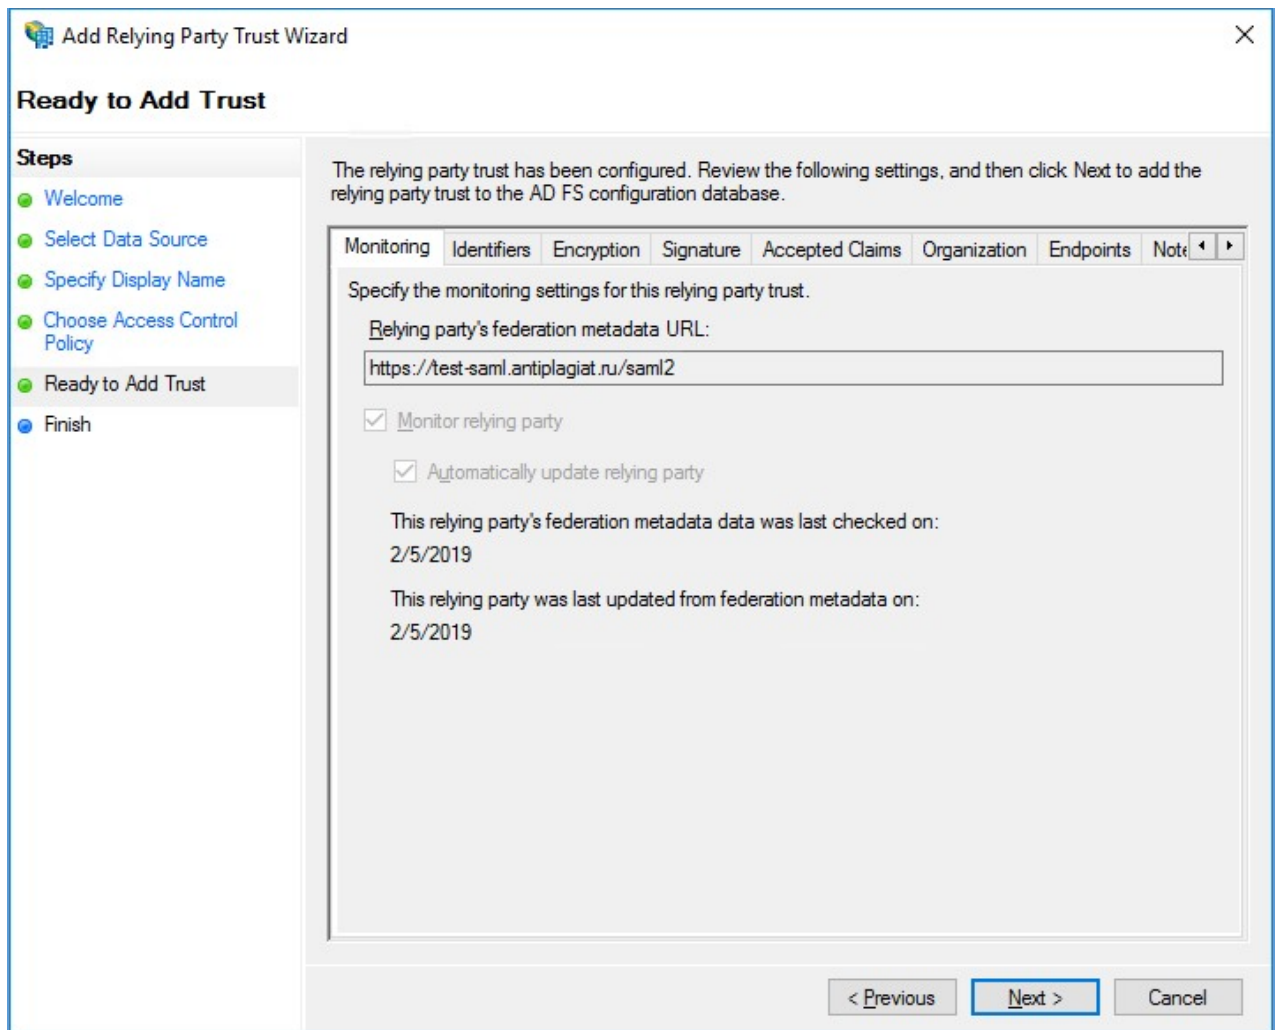 Add Relying Party Trust Wizard
Ready to Add Trust
Steps
Welcome
Select Data Source
Specify Display Name
Choose Access Control
Policy
Ready to Add Trust
Finish
The relying party trust has been configured. Review the following settings, and then click Next to add the
relying party trust to the AD FS configuration database.
Monitoring Identifiers Encryption Signature Accepted Claims Organization Endpoints Note
Specify the monitoring settings for this relying party trust.
Relying party's federation metadata URL:
https://test-saml.antiplagiat.ru/saml2
Monitor relying party
Automatically update relying party
This relying party's federation metadata data was last checked on:
2/5/2019
This relying party was last updated from federation metadata on:
2/5/2019
< Previous Next > Cancel